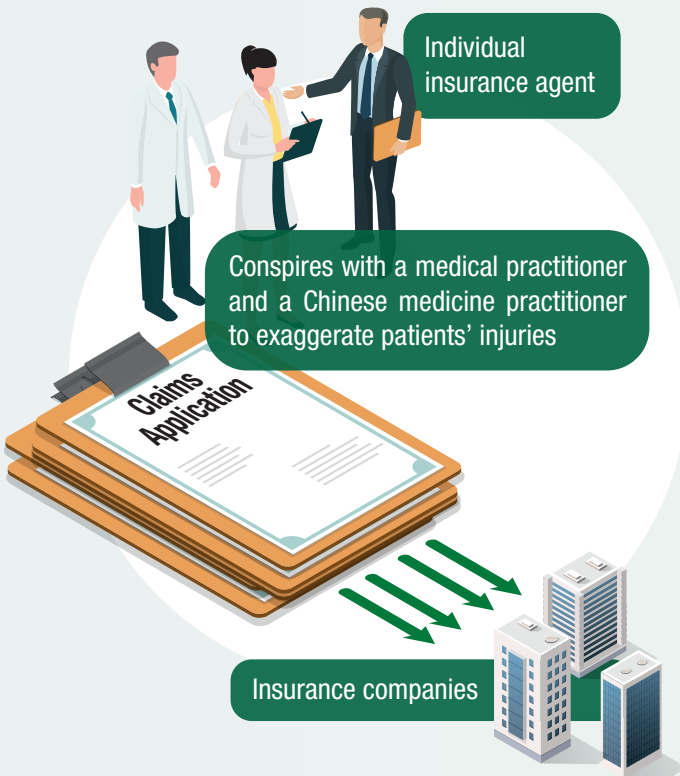 Individual
insurance agent
Conspires with a medical practitioner
and a Chinese medicine practitioner
to exaggerate patients’ injuries
Claims
Application
Insurance companies